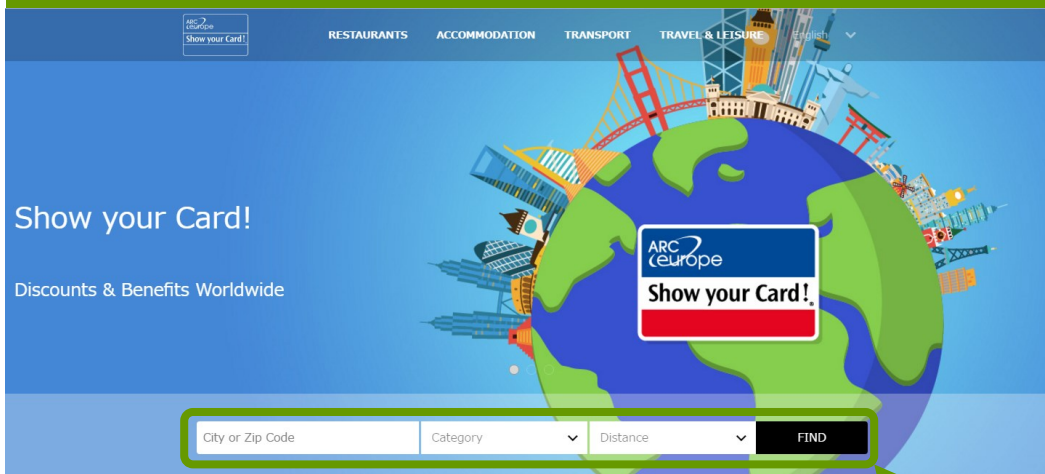 ARC europe
Show your Card!
RESTAURANTS ACCOMMODATION TRANSPORT TRAVEL & LEISURE English
Show your Card!
Discounts & Benefits Worldwide
ARC
europe
Show your Card!
City or Zip Code Category Distance FIND